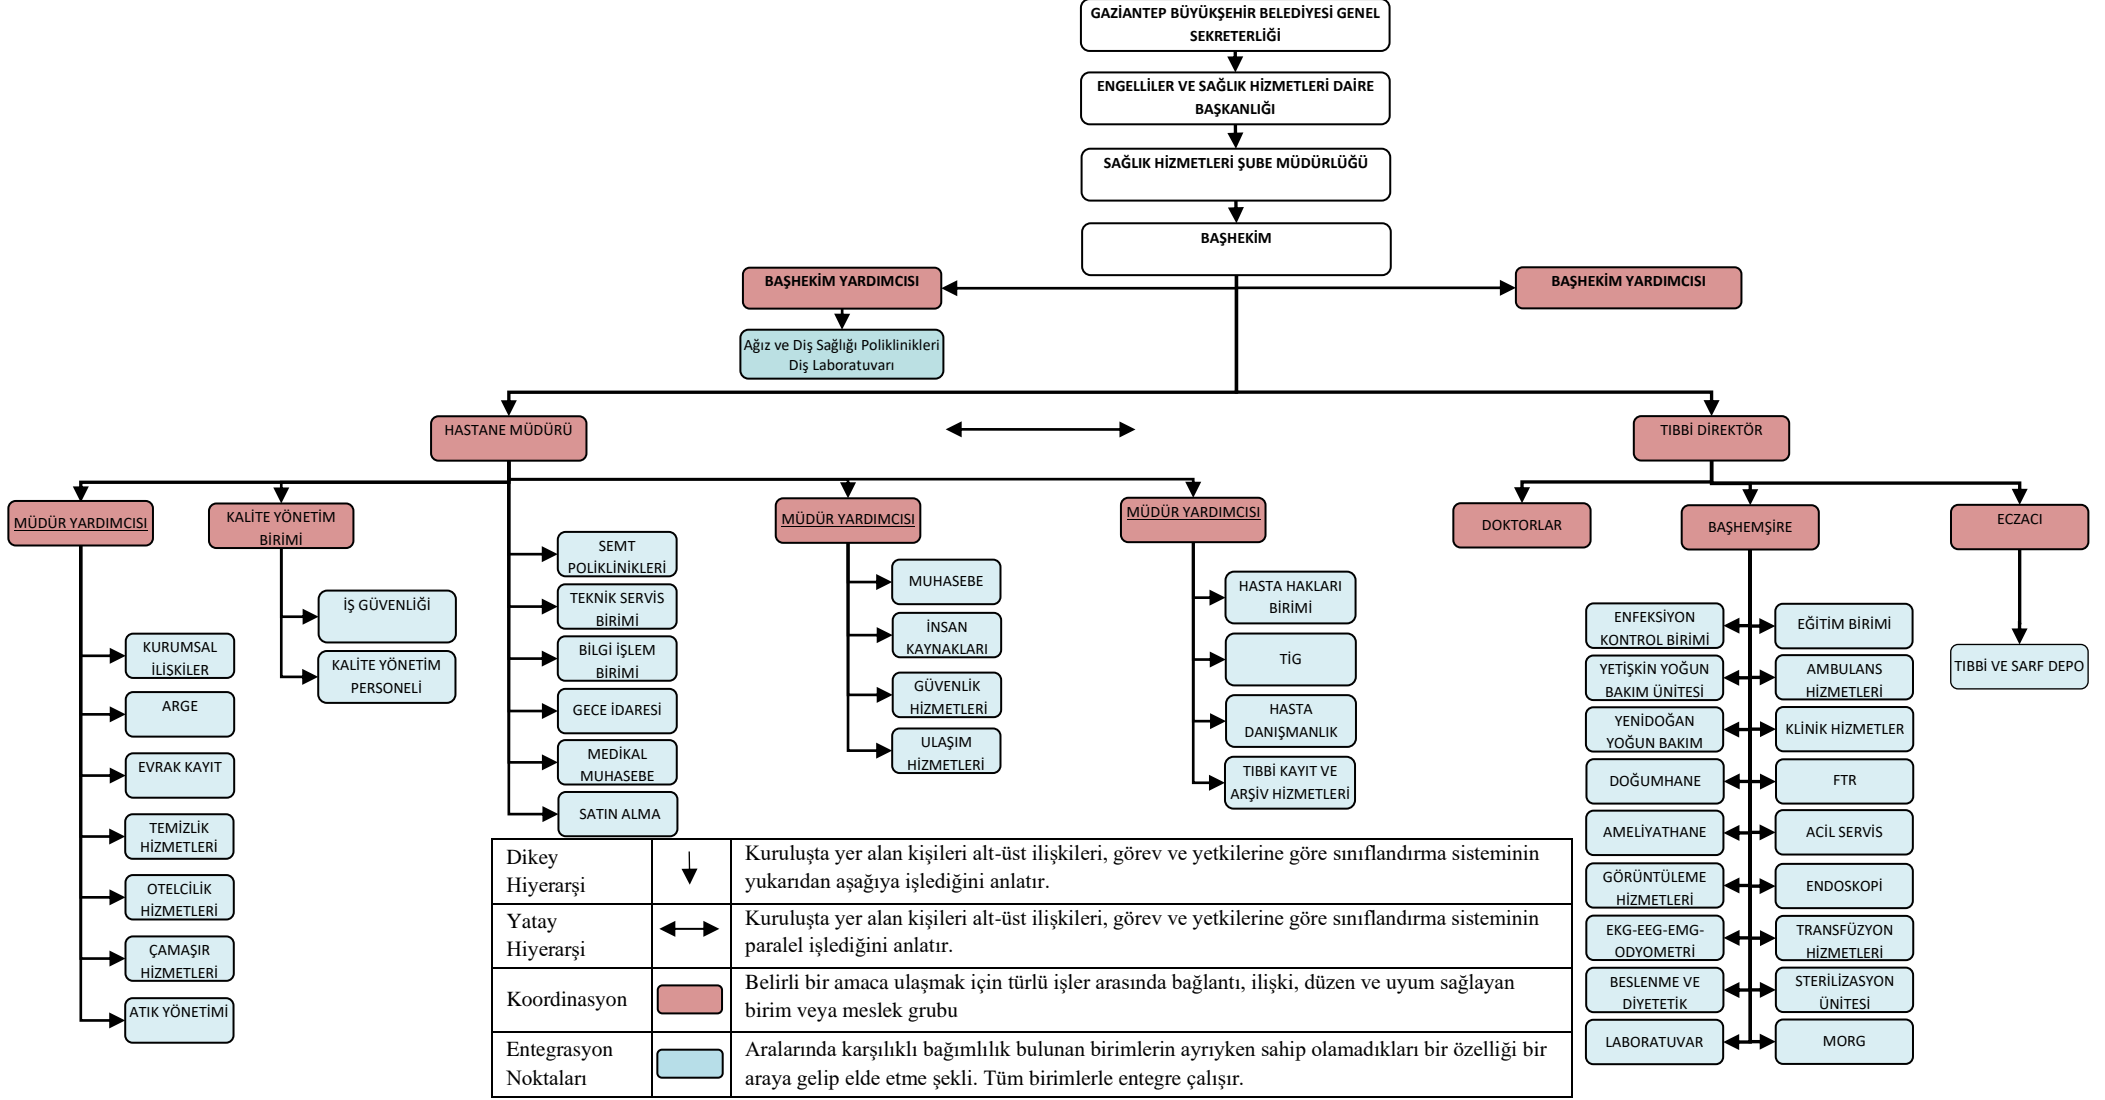 GAZİANTEP BÜYÜKŞEHİR BELEDİYESİ GENEL
SEKRETERLİĞİ
ENGELLİLER VE SAĞLIK HİZMETLERİ DAİRE
BAŞKANLIĞI
SAĞLIK HİZMETLERİ ŞUBE MÜDÜRLÜĞÜ
BAŞHEKİM
BAŞHEKİM YARDIMCISI
BAŞHEKİM YARDIMCISI
Ağız ve Diş Sağlığı Poliklinikleri
Diş Laboratuvarı
HASTANE MÜDÜRÜ
TIBBİ DİREKTÖR
MÜDÜR YARDIMCISI
KURUMSAL
İLİŞKİLER
ARGE
EVRAK KAYIT
TEMİZLİK
HİZMETLERİ
OTELCİLİK
HİZMETLERİ
ÇAMAŞIR
HİZMETLERİ
ATIK YÖNETİMİ
KALİTE YÖNETİM
BİRİMİ
İŞ GÜVENLİĞİ
KALİTE YÖNETİM
PERSONELİ
SEMT
POLİKLİNİKLERİ
TEKNİK SERVİS
BİRİMİ
BİLGİ İŞLEM
BİRİMİ
GECE İDARESİ
MEDİKAL
MUHASEBE
SATIN ALMA
MÜDÜR YARDIMCISI
MUHASEBE
İNSAN
KAYNAKLARI
GÜVENLİK
HİZMETLERİ
ULAŞIM
HİZMETLERİ
MÜDÜR YARDIMCISI
HASTA HAKLARI
BİRİMİ
TİG
HASTA
DANIŞMANLIK
TIBBİ KAYIT VE
ARŞİV HİZMETLERİ
DOKTORLAR
BAŞHEMŞİRE
ENFEKSİYON
KONTROL BİRİMİ
EĞİTİM BİRİMİ
YETİŞKİN YOĞUN
BAKIM ÜNİTESİ
AMBULANS
HİZMETLERİ
YENİDOĞAN
YOĞUN BAKIM
KLİNİK HİZMETLER
DOĞUMHANE
FTR
AMELİYATHANE
ACİL SERVİS
GÖRÜNTÜLEME
HİZMETLERİ
ENDOSKOPİ
EKG-EEG-EMG-
ODYOMETRİ
TRANSFÜZYON
HİZMETLERİ
BESLENME VE
DİYETETİK
STERİLİZASYON
ÜNİTESİ
LABORATUVAR
MORG
ECZACI
TIBBİ VE SARF DEPO
Dikey
Hiyerarşi
Kuruluşta yer alan kişileri alt-üst ilişkileri, görev ve yetkilerine göre sınıflandırma sisteminin
yukarıdan aşağıya işlediğini anlatır.
Yatay
Hiyerarşi
Kuruluşta yer alan kişileri alt-üst ilişkileri, görev ve yetkilerine göre sınıflandırma sisteminin
paralel işlediğini anlatır.
Koordinasyon
Belirli bir amaca ulaşmak için türlü işler arasında bağlantı, ilişki, düzen ve uyum sağlayan
birim veya meslek grubu
Entegrasyon
Noktaları
Aralarında karşılıklı bağımlılık bulunan birimlerin ayrıyken sahip olamadıkları bir özelliği bir
araya gelip elde etme şekli. Tüm birimlerle entegre çalışır.